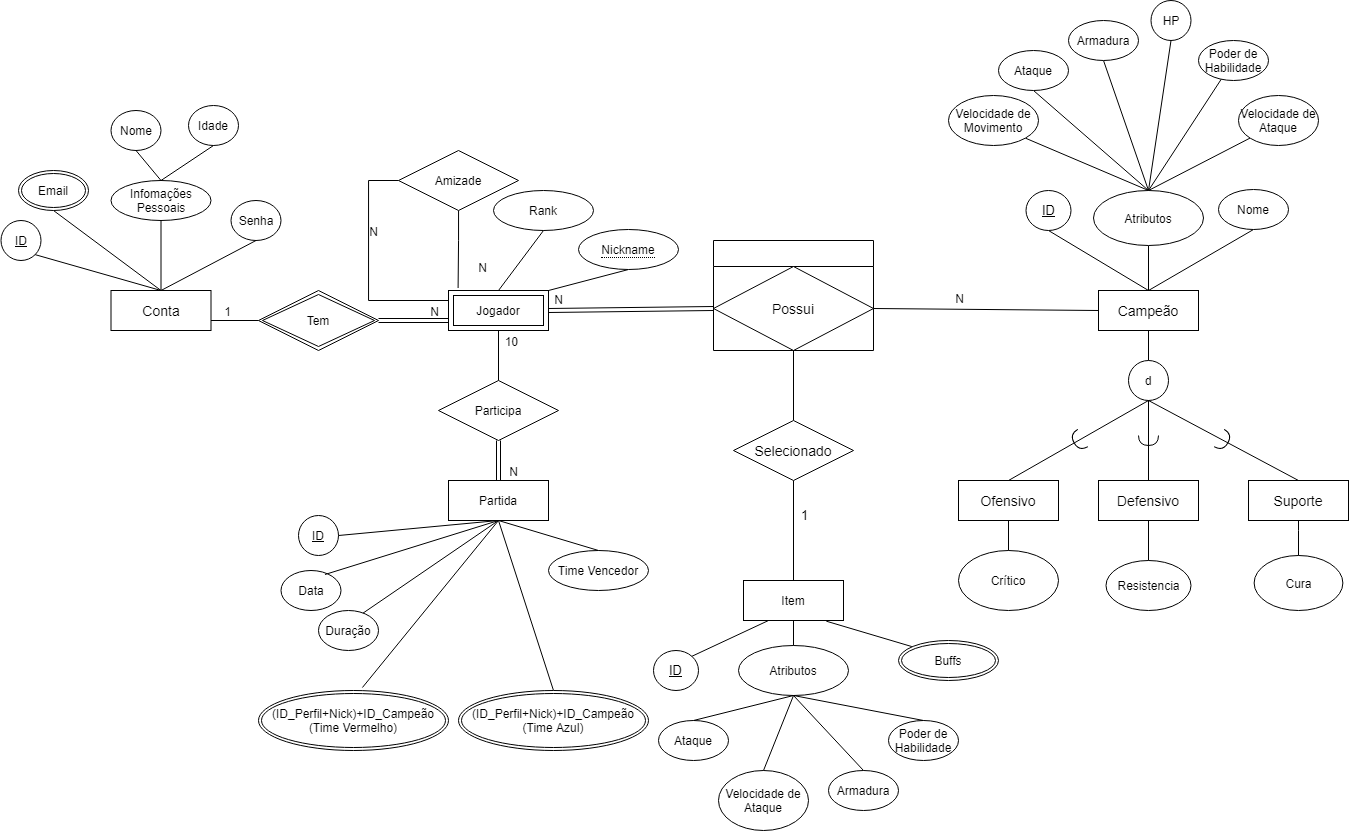 HP
Armadura
Poder de
Habilidade
Ataque
Velocidade de
Movimento
Velocidade de
Ataque
Nome
Idade
Email
Infomações
Pessoais
Senha
ID
Amizade
Rank
Nickname
ID
Atributos
Nome
N
N
Conta
1
Tem
N
Jogador
N
Possui
N
Campeão
10
d
Participa
Selecionado
N
Partida
1
Ofensivo
Defensivo
Suporte
ID
Data
Duração
Time Vencedor
Crítico
Resistencia
Cura
Item
ID
Atributos
Buffs
(ID_Perfil+Nick)+ID_Campeão
(Time Vermelho)
(ID_Perfil+Nick)+ID_Campeão
(Time Azul)
Ataque
Poder de
Habilidade
Velocidade de
Ataque
Armadura